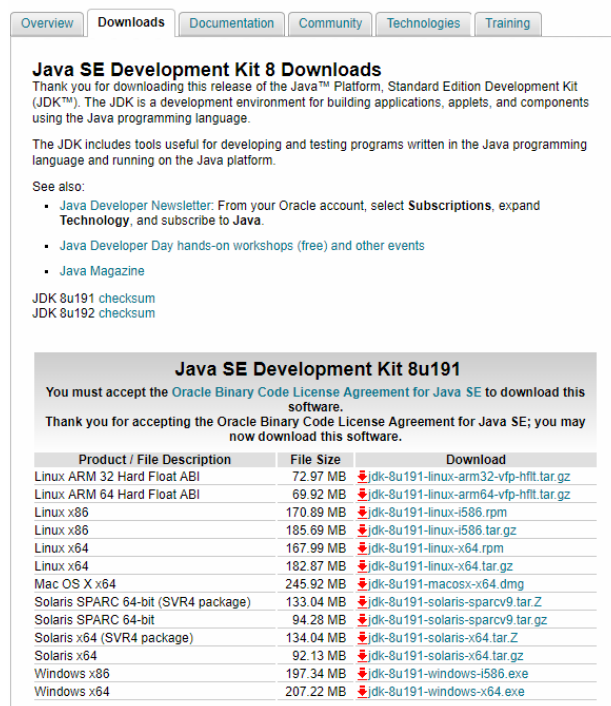 Overview Downloads Documentation Community Technologies Training
Java SE Development Kit 8 Downloads
Thank you for downloading this release of the Java™ Platform, Standard Edition Development Kit
(JDK™). The JDK is a development environment for building applications, applets, and components
using the Java programming language.
The JDK includes tools useful for developing and testing programs written in the Java programming
language and running on the Java platform.
See also:
▪ Java Developer Newsletter: From your Oracle account, select Subscriptions, expand
Technology, and subscribe to Java.
▪ Java Developer Day hands-on workshops (free) and other events
▪ Java Magazine
JDK 8u191 checksum
JDK 8u192 checksum
Java SE Development Kit 8u191
You must accept the Oracle Binary Code License Agreement for Java SE to download this
software.
Thank you for accepting the Oracle Binary Code License Agreement for Java SE; you may
now download this software.
Product / File Description File Size Download
Linux ARM 32 Hard Float ABI 72.97 MB jdk-8u191-linux-arm32-vfp-hflt.tar.gz
Linux ARM 64 Hard Float ABI 69.92 MB jdk-8u191-linux-arm64-vfp-hflt.tar.gz
Linux x86 170.89 MB jdk-8u191-linux-i586.rpm
Linux x86 185.69 MB jdk-8u191-linux-i586.tar.gz
Linux x64 167.99 MB jdk-8u191-linux-x64.rpm
Linux x64 182.87 MB jdk-8u191-linux-x64.tar.gz
Mac OS X x64 245.92 MB jdk-8u191-macosx-x64.dmg
Solaris SPARC 64-bit (SVR4 package) 133.04 MB jdk-8u191-solaris-sparcv9.tar.Z
Solaris SPARC 64-bit 94.28 MB jdk-8u191-solaris-sparcv9.tar.gz
Solaris x64 (SVR4 package) 134.04 MB jdk-8u191-solaris-x64.tar.Z
Solaris x64 92.13 MB jdk-8u191-solaris-x64.tar.gz
Windows x86 197.34 MB jdk-8u191-windows-i586.exe
Windows x64 207.22 MB jdk-8u191-windows-x64.exe